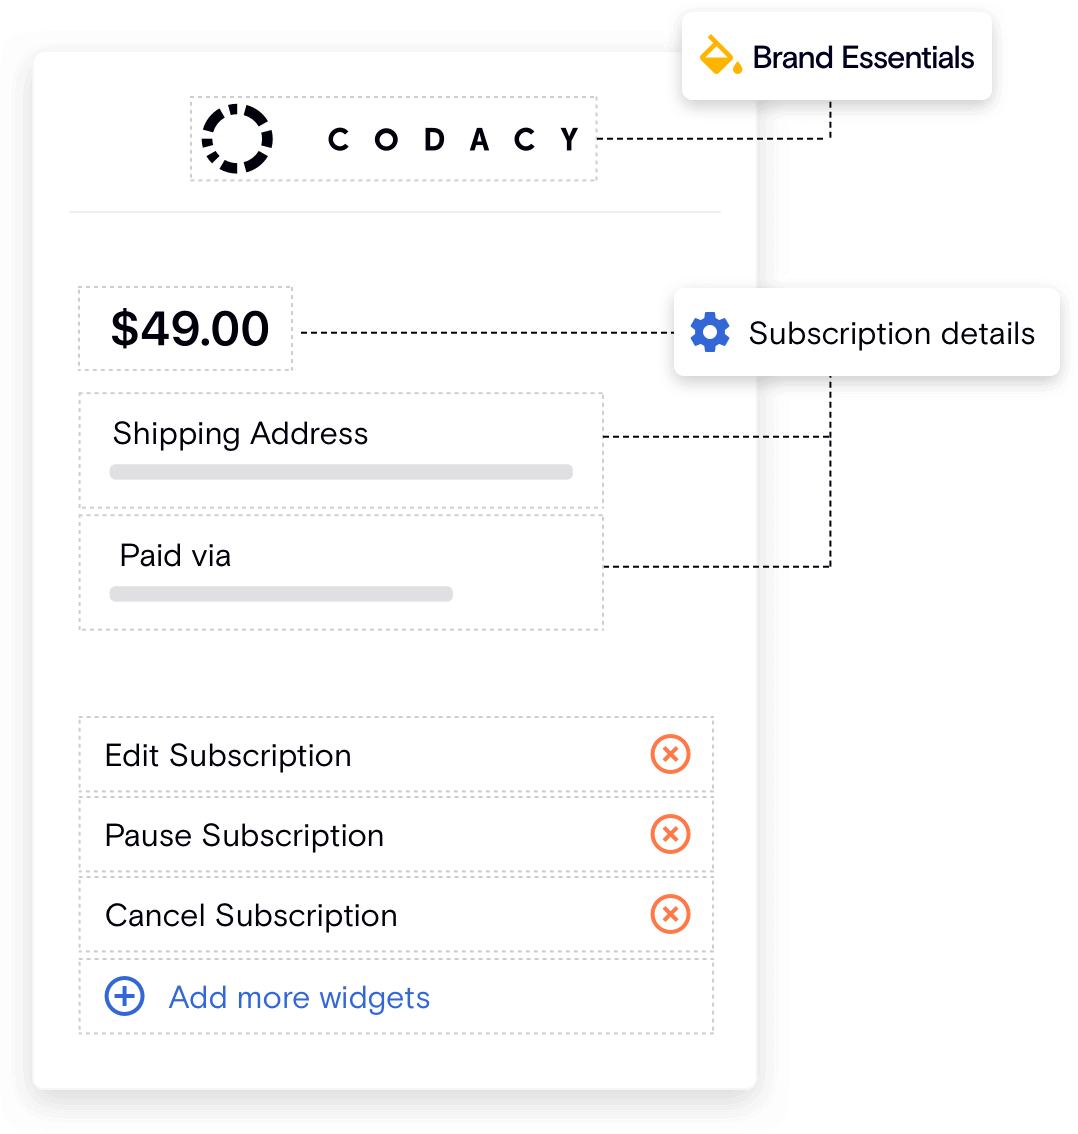 Brand Essentials
CODACY
$49.00
Subscription details
Shipping Address
Paid via
Edit Subscription
Pause Subscription
Cancel Subscription
Add more widgets